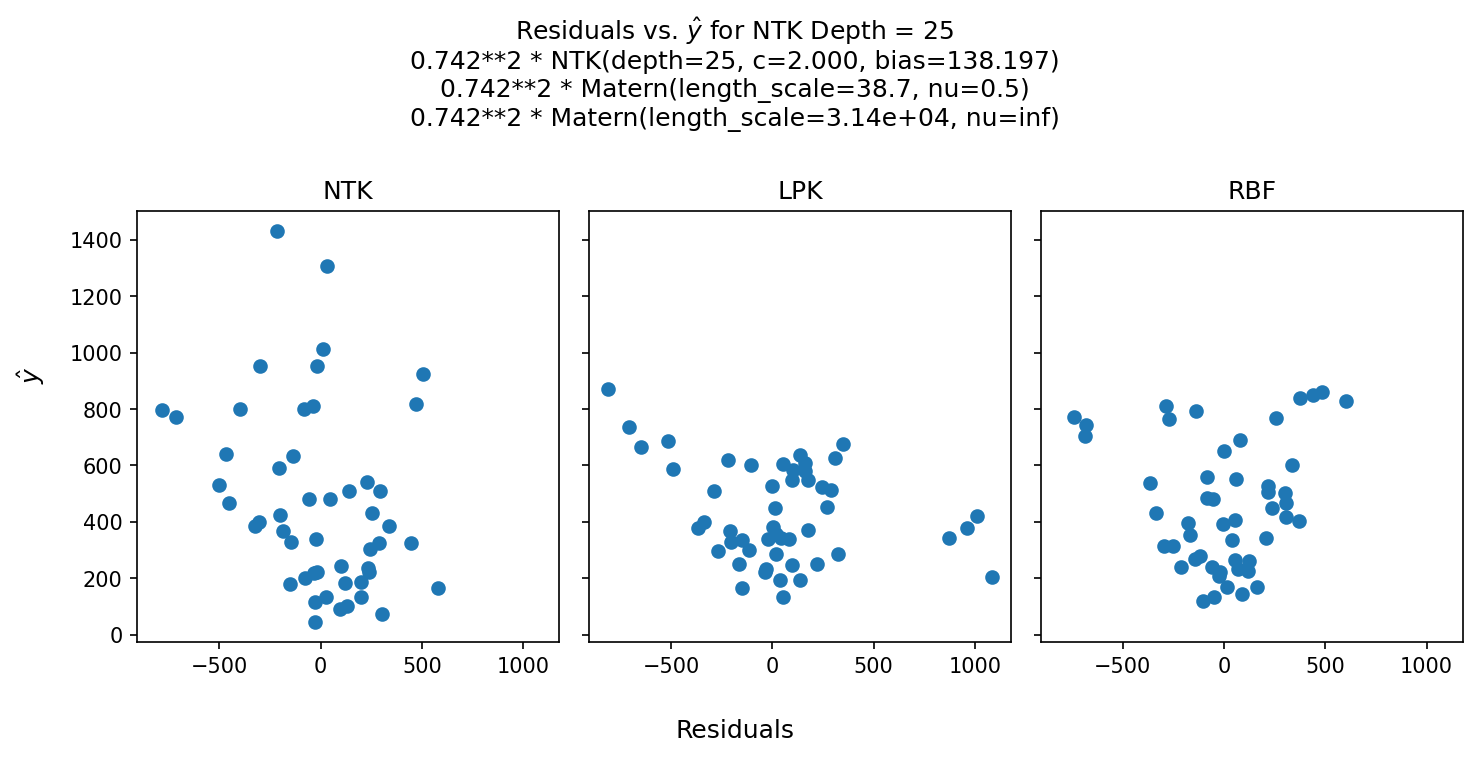 Residuals vs. ŷ for NTK Depth = 25
0.742**2 * NTK(depth=25, c=2.000, bias=138.197)
0.742**2 * Matern(length_scale=38.7, nu=0.5)
0.742**2 * Matern(length_scale=3.14e+04, nu=inf)
NTK
LPK
RBF
1400
1200
1000
800
600
400
200
0
ŷ
−500 0 500 1000
−500 0 500 1000
−500 0 500 1000
Residuals